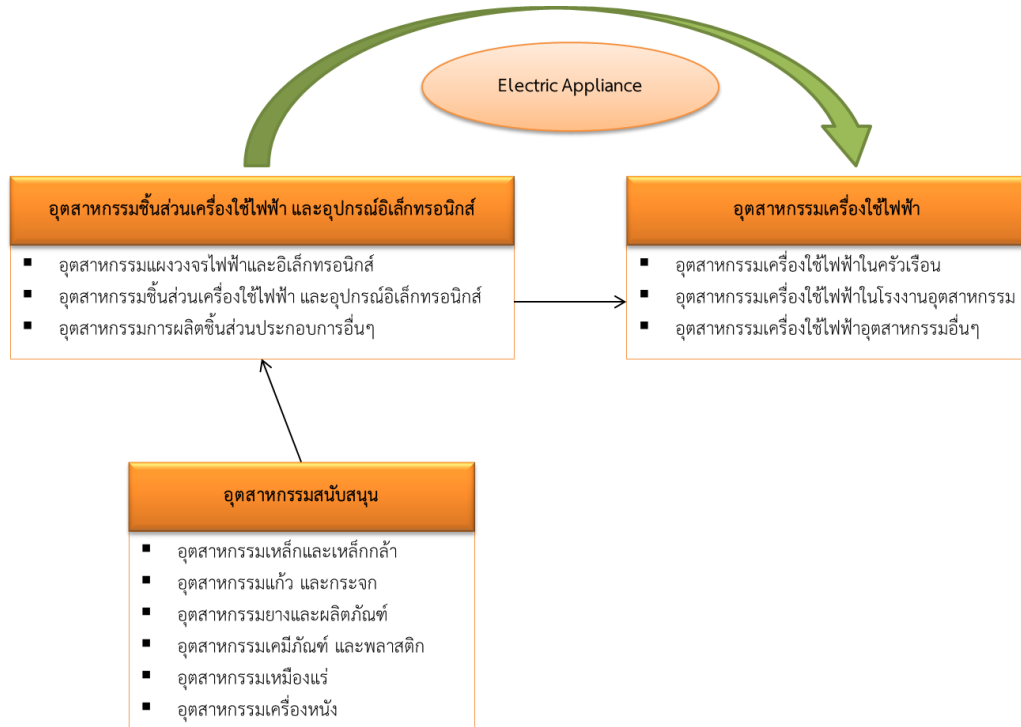 Electric Appliance
อุตสาหกรรมชิ้นส่วนเครื่องใช้ไฟฟ้า และอุปกรณ์อิเล็กทรอนิกส์
▪ อุตสาหกรรมแผงวงจรไฟฟ้าและอิเล็กทรอนิกส์
▪ อุตสาหกรรมชิ้นส่วนเครื่องใช้ไฟฟ้า และอุปกรณ์อิเล็กทรอนิกส์
▪ อุตสาหกรรมการผลิตชิ้นส่วนประกอบการอื่นๆ
อุตสาหกรรมเครื่องใช้ไฟฟ้า
▪ อุตสาหกรรมเครื่องใช้ไฟฟ้าในครัวเรือน
▪ อุตสาหกรรมเครื่องใช้ไฟฟ้าในโรงงานอุตสาหกรรม
▪ อุตสาหกรรมเครื่องใช้ไฟฟ้าอุตสาหกรรมอื่นๆ
อุตสาหกรรมสนับสนุน
▪ อุตสาหกรรมเหล็กและเหล็กกล้า
▪ อุตสาหกรรมแก้ว และกระจก
▪ อุตสาหกรรมยางและผลิตภัณฑ์
▪ อุตสาหกรรมเคมีภัณฑ์ และพลาสติก
▪ อุตสาหกรรมเหมืองแร่
▪ อุตสาหกรรมเครื่องหนัง